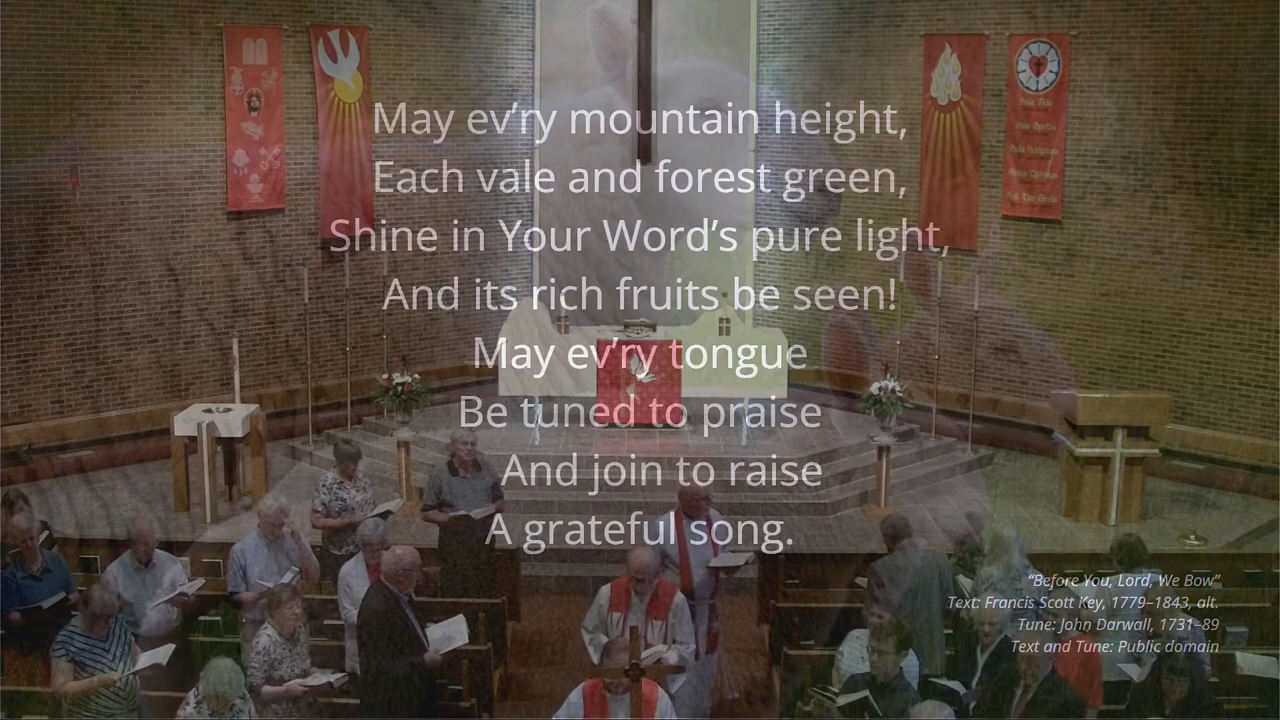 May ev’ry mountain height,
Each vale and forest green,
Shine in Your Word’s pure light,
And its rich fruits be seen!
May ev’ry tongue
Be tuned to praise
And join to raise
A grateful song.
“Before You, Lord, We Bow”
Text: Francis Scott Key, 1779–1843, alt.
Tune: John Darwall, 1731–89
Text and Tune: Public domain